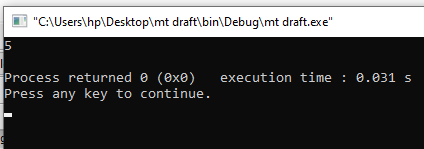 "C:\Users\hp\Desktop\mt draft\bin\Debug\mt draft.exe"
5
Process returned 0 (0x0)   execution time : 0.031 s
Press any key to continue.